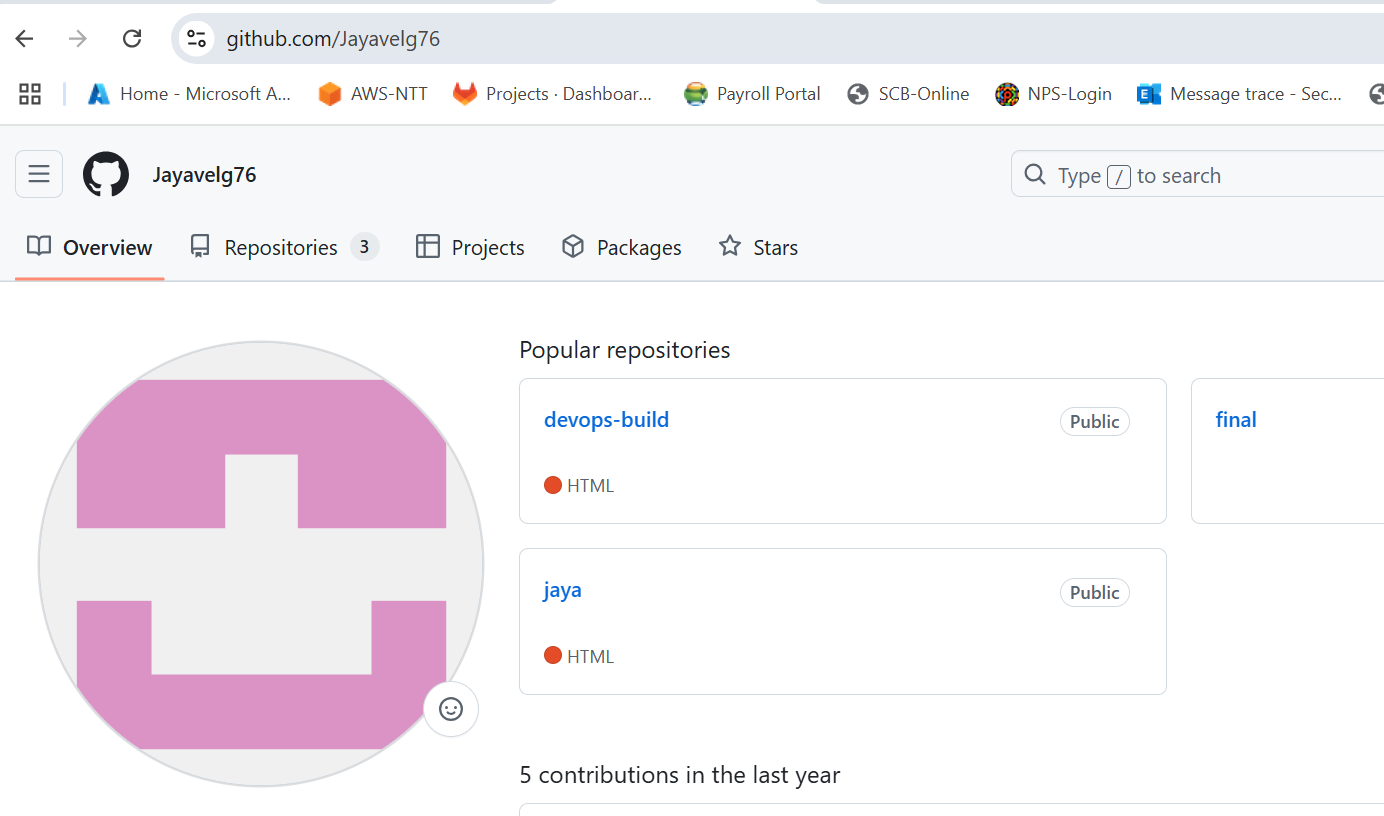 github.com/Jayavelg76
Home - Microsoft A... AWS-NTT Projects · Dashboar... Payroll Portal SCB-Online NPS-Login Message trace - Sec...
Jayavelg76 Type / to search
Overview Repositories 3 Projects Packages Stars
Popular repositories
devops-build Public final
HTML
jaya Public
HTML
5 contributions in the last year